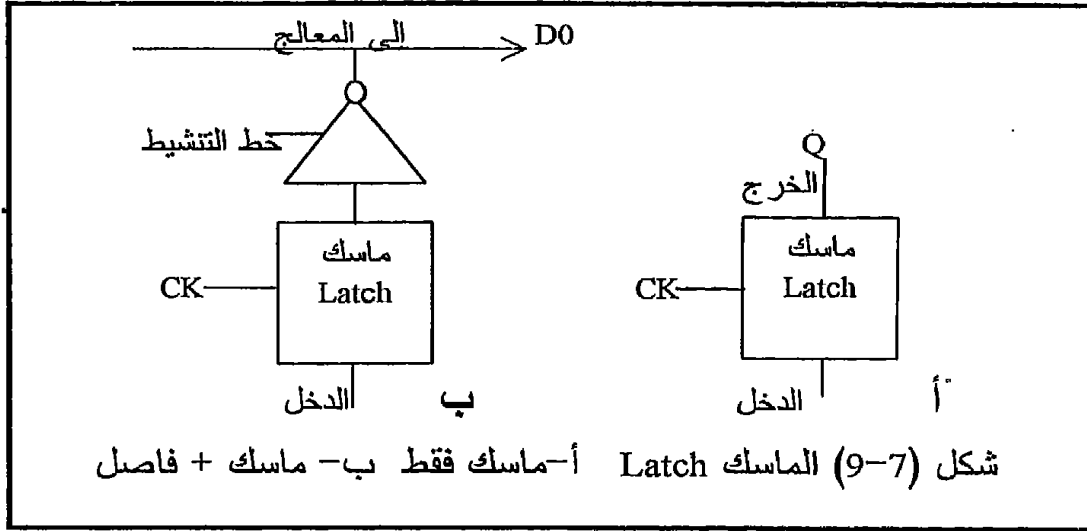 إلى المعالج
D0
خط التنشيط
ماسك
Latch
CK
الدخل
ب
Q
الخرج
ماسك
Latch
CK
الدخل
أ
شكل (7-9) الماسك Latch أ-ماسك فقط ب- ماسك + فاصل